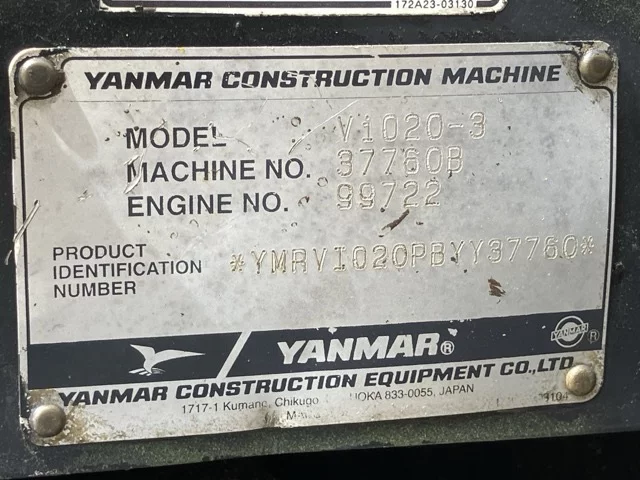 172A23-03130
YANMAR CONSTRUCTION MACHINE
MODEL Vi020-3
MACHINE NO. 37760B
ENGINE NO. 99722
PRODUCT
IDENTIFICATION
NUMBER
*YMRVI020PBYY37760*
YANMAR
YANMAR®
YANMAR CONSTRUCTION EQUIPMENT CO.,LTD
1717-1 Kumano, Chikugo 833-0055, JAPAN